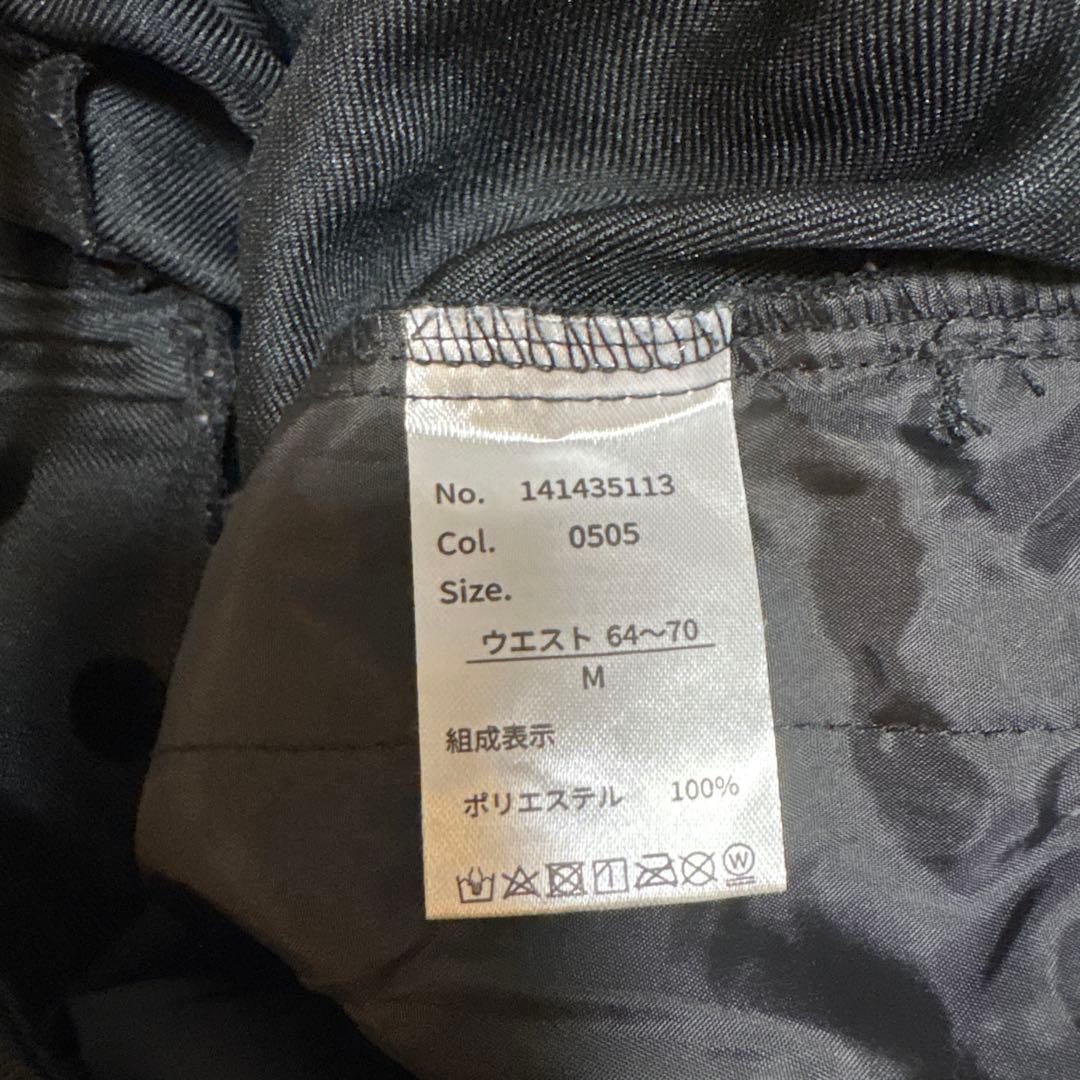 No. 141435113
Col. 0505
Size.
ウエスト 64〜70
M
組成表示
ポリエステル 100%
W